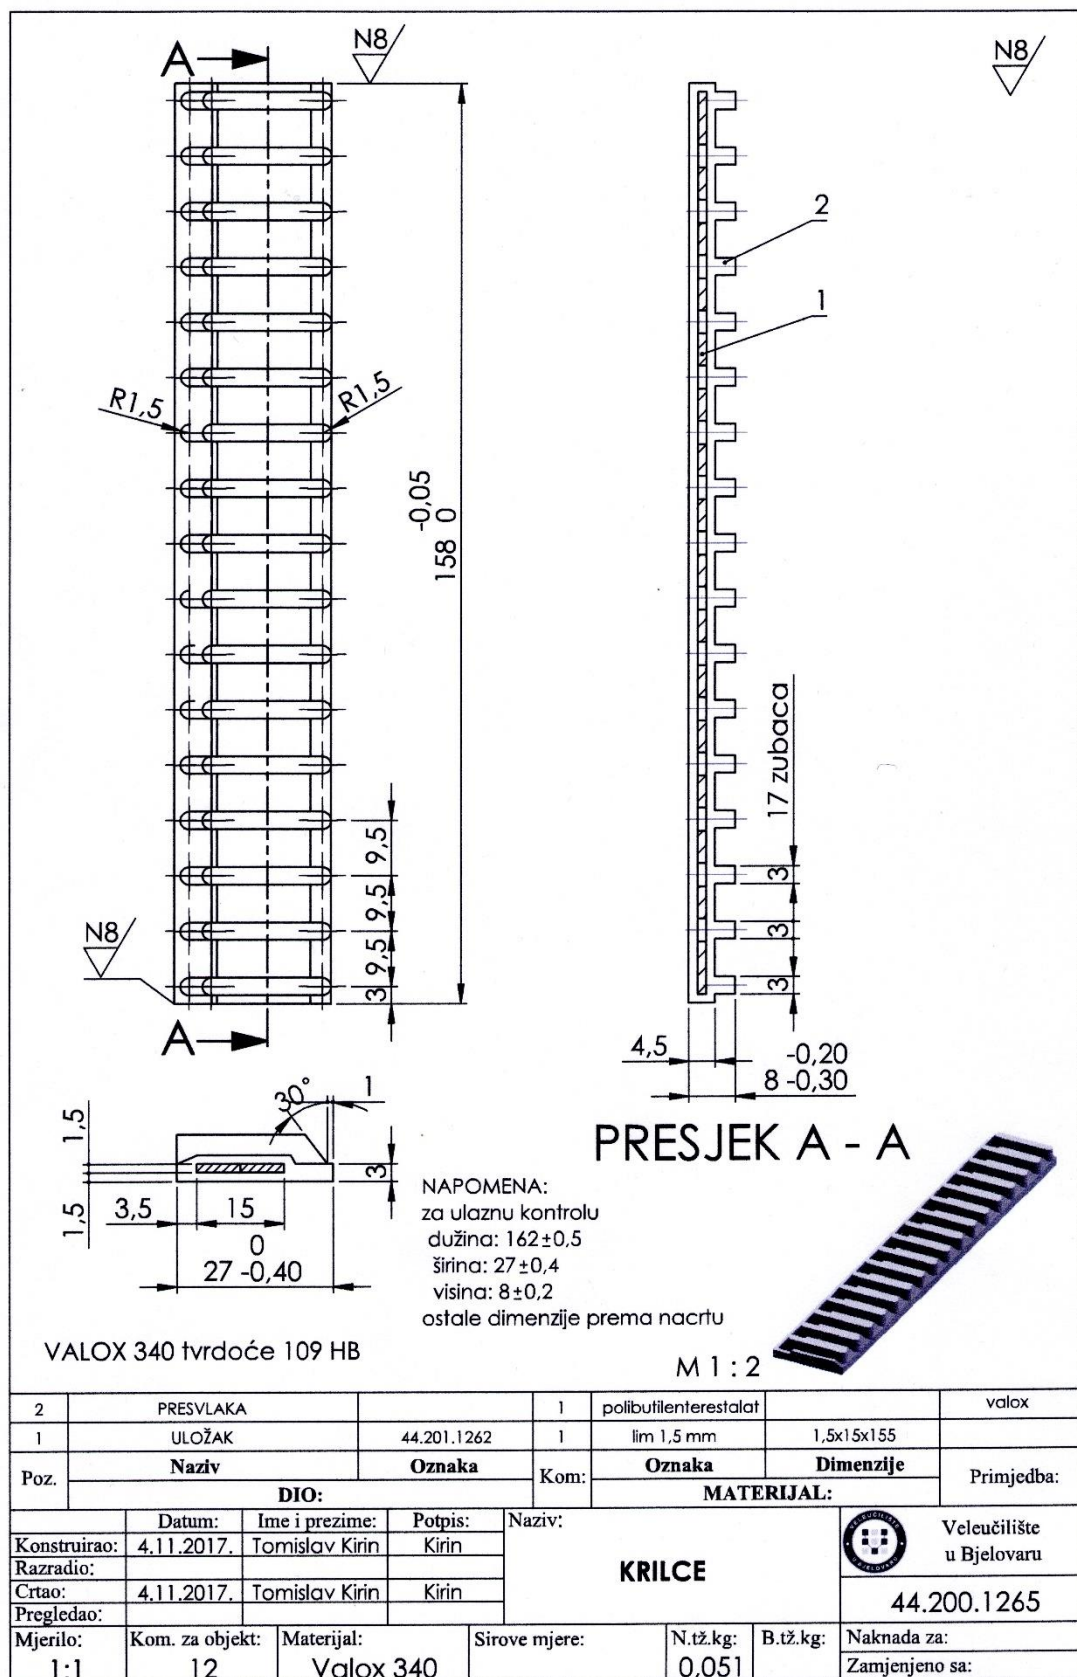 A
N8
N8
2
1
R1,5
R1,5
-0,05
158 0
17 zubaca
9,5
9,5
9,5
3
3
3
3
N8
A
4,5
-0,20
8 -0,30
30°
1
1,5
1,5
3
3,5
15
0
27 -0,40
PRESJEK A - A
NAPOMENA:
za ulaznu kontrolu
dužina: 162±0,5
širina: 27±0,4
visina: 8±0,2
ostale dimenzije prema nacrtu
VALOX 340 tvrdoće 109 HB
M 1 : 2
2 PRESVLAKA 1 polibutilenterestalat valox
1 ULOŽAK 44.201.1262 1 lim 1,5 mm 1,5x15x155
Poz. Naziv Oznaka Kom: Oznaka Dimenzije Primjedba:
DIO: MATERIJAL:
Datum: Ime i prezime: Potpis: Naziv:
Konstruirao: 4.11.2017. Tomislav Kirin Kirin
Razradio:
Crtao: 4.11.2017. Tomislav Kirin Kirin
Pregledao:
KRILCE
VELEUČILIŠTE
U BJELOVARU
Veleučilište
u Bjelovaru
44.200.1265
Mjerilo: Kom. za objekt: Materijal: Sirove mjere: N.tž.kg: B.tž.kg: Naknada za:
1:1 12 Valox 340 0,051 Zamjenjeno sa: